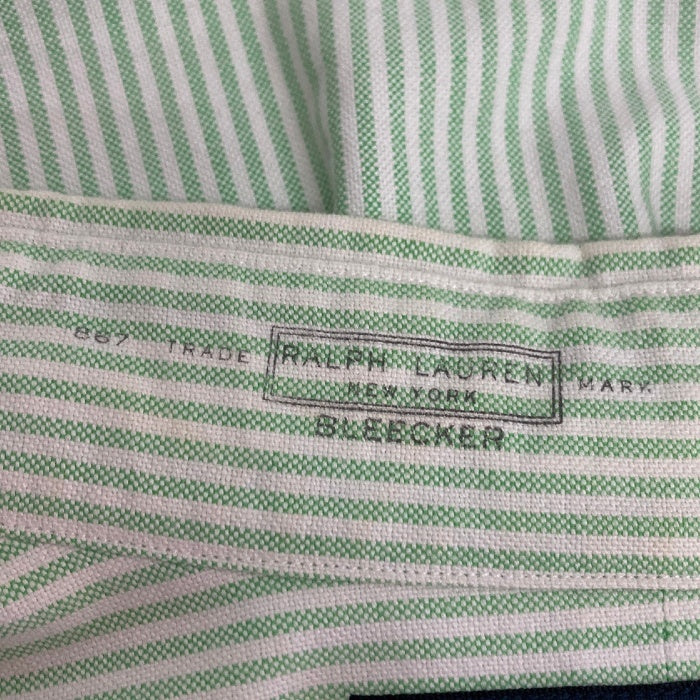 867 TRADE RALPH LAUREN MARK
NEW YORK
BLEECKER